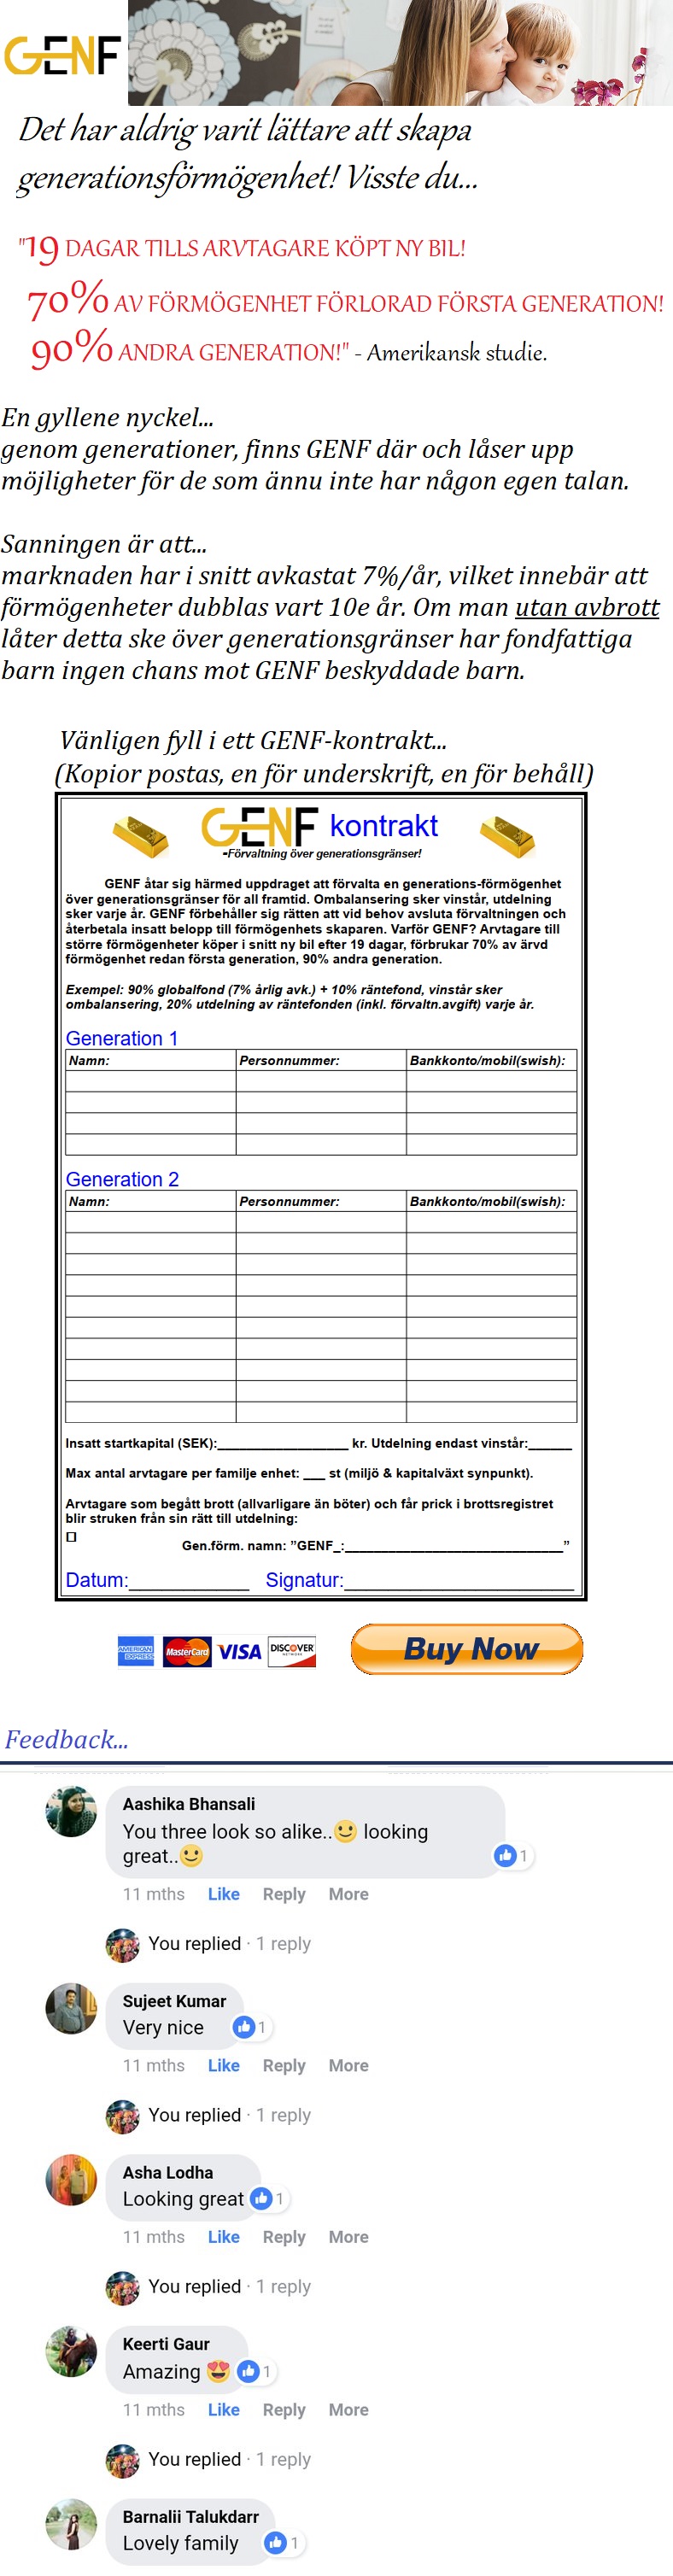 GENF
Det har aldrig varit lättare att skapa
generationsförmögenhet! Visste du...
"19 DAGAR TILLS ARVTAGARE KÖPT NY BIL!
70% AV FÖRMÖGENHET FÖRLORAD FÖRSTA GENERATION!
90% ANDRA GENERATION!" - Amerikansk studie.
En gyllene nyckel...
genom generationer, finns GENF där och låser upp
möjligheter för de som ännu inte har någon egen talan.
Sanningen är att...
marknaden har i snitt avkastat 7%/år, vilket innebär att
förmögenheter dubblas vart 10e år. Om man utan avbrott
låter detta ske över generationsgränser har fondfattiga
barn ingen chans mot GENF beskyddade barn.
Vänligen fyll i ett GENF-kontrakt...
(Kopior postas, en för underskrift, en för behåll)
GENF kontrakt
-Förvaltning över generationsgränser!
GENF åtar sig härmed uppdraget att förvalta en generations-förmögenhet
över generationsgränser för all framtid. Ombalansering sker vinstår, utdelning
sker varje år. GENF förbehåller sig rätten att vid behov avsluta förvaltningen och
återbetala insatt belopp till förmögenhets skaparen. Varför GENF? Arvtagare till
större förmögenheter köper i snitt ny bil efter 19 dagar, förbrukar 70% av ärvd
förmögenhet redan första generation, 90% andra generation.
Exempel: 90% globalfond (7% årlig avk.) + 10% räntefond, vinstår sker
ombalansering, 20% utdelning av räntefonden (inkl. förvaltn.avgift) varje år.
Generation 1
Namn: Personnummer: Bankkonto/mobil(swish):
Generation 2
Namn: Personnummer: Bankkonto/mobil(swish):
Insatt startkapital (SEK):__________________ kr. Utdelning endast vinstår:______
Max antal arvtagare per familje enhet: ___ st (miljö & kapitalväxt synpunkt).
Arvtagare som begått brott (allvarligare än böter) och får prick i brottsregistret
blir struken från sin rätt till utdelning:
Gen.förm. namn: ”GENF_:______________________________”
Datum:___________ Signatur:_____________________
AMERICAN EXPRESS MasterCard VISA DISCOVER NETWORK Buy Now
Feedback...
Aashika Bhansali
You three look so alike..🙂 looking
great..🙂
1
11 mths Like Reply More
You replied · 1 reply
Sujeet Kumar
Very nice 1
11 mths Like Reply More
You replied · 1 reply
Asha Lodha
Looking great 1
11 mths Like Reply More
You replied · 1 reply
Keerti Gaur
Amazing 😍 1
11 mths Like Reply More
You replied · 1 reply
Barnalii Talukdarr
Lovely family 1